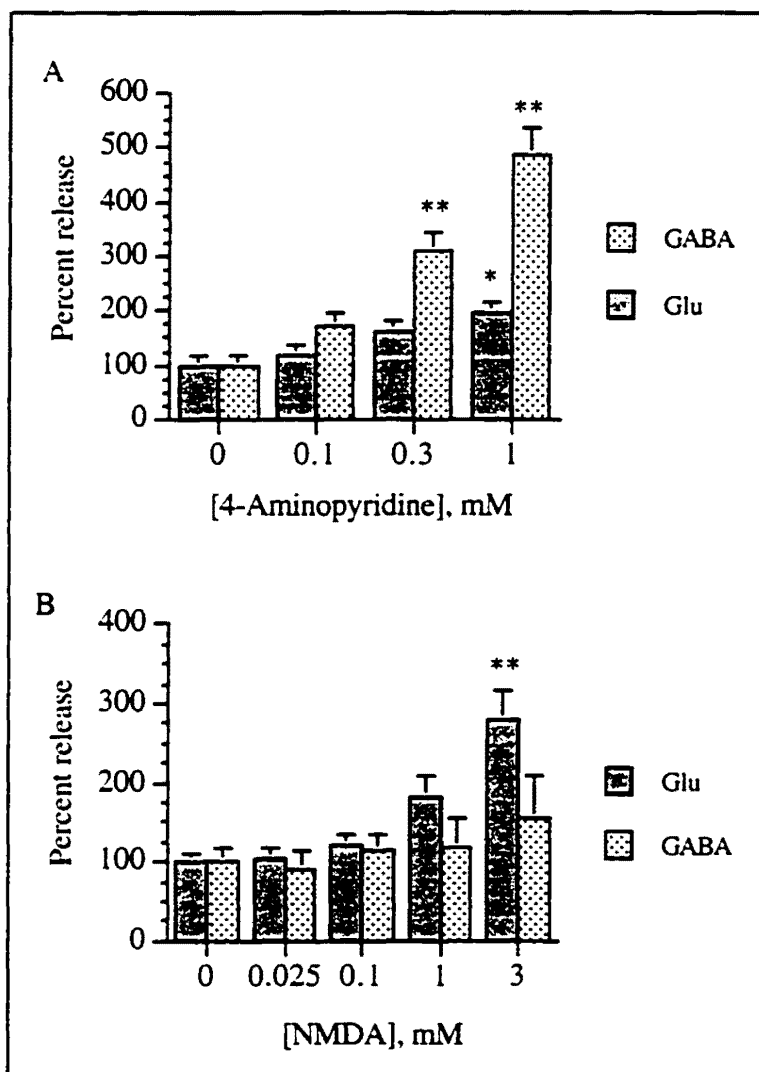 A
600
500
400
300
200
100
0
Percent release
**
**
*
GABA
Glu
0 0.1 0.3 1
[4-Aminopyridine], mM
B
400
300
200
100
0
Percent release
**
Glu
GABA
0 0.025 0.1 1 3
[NMDA], mM